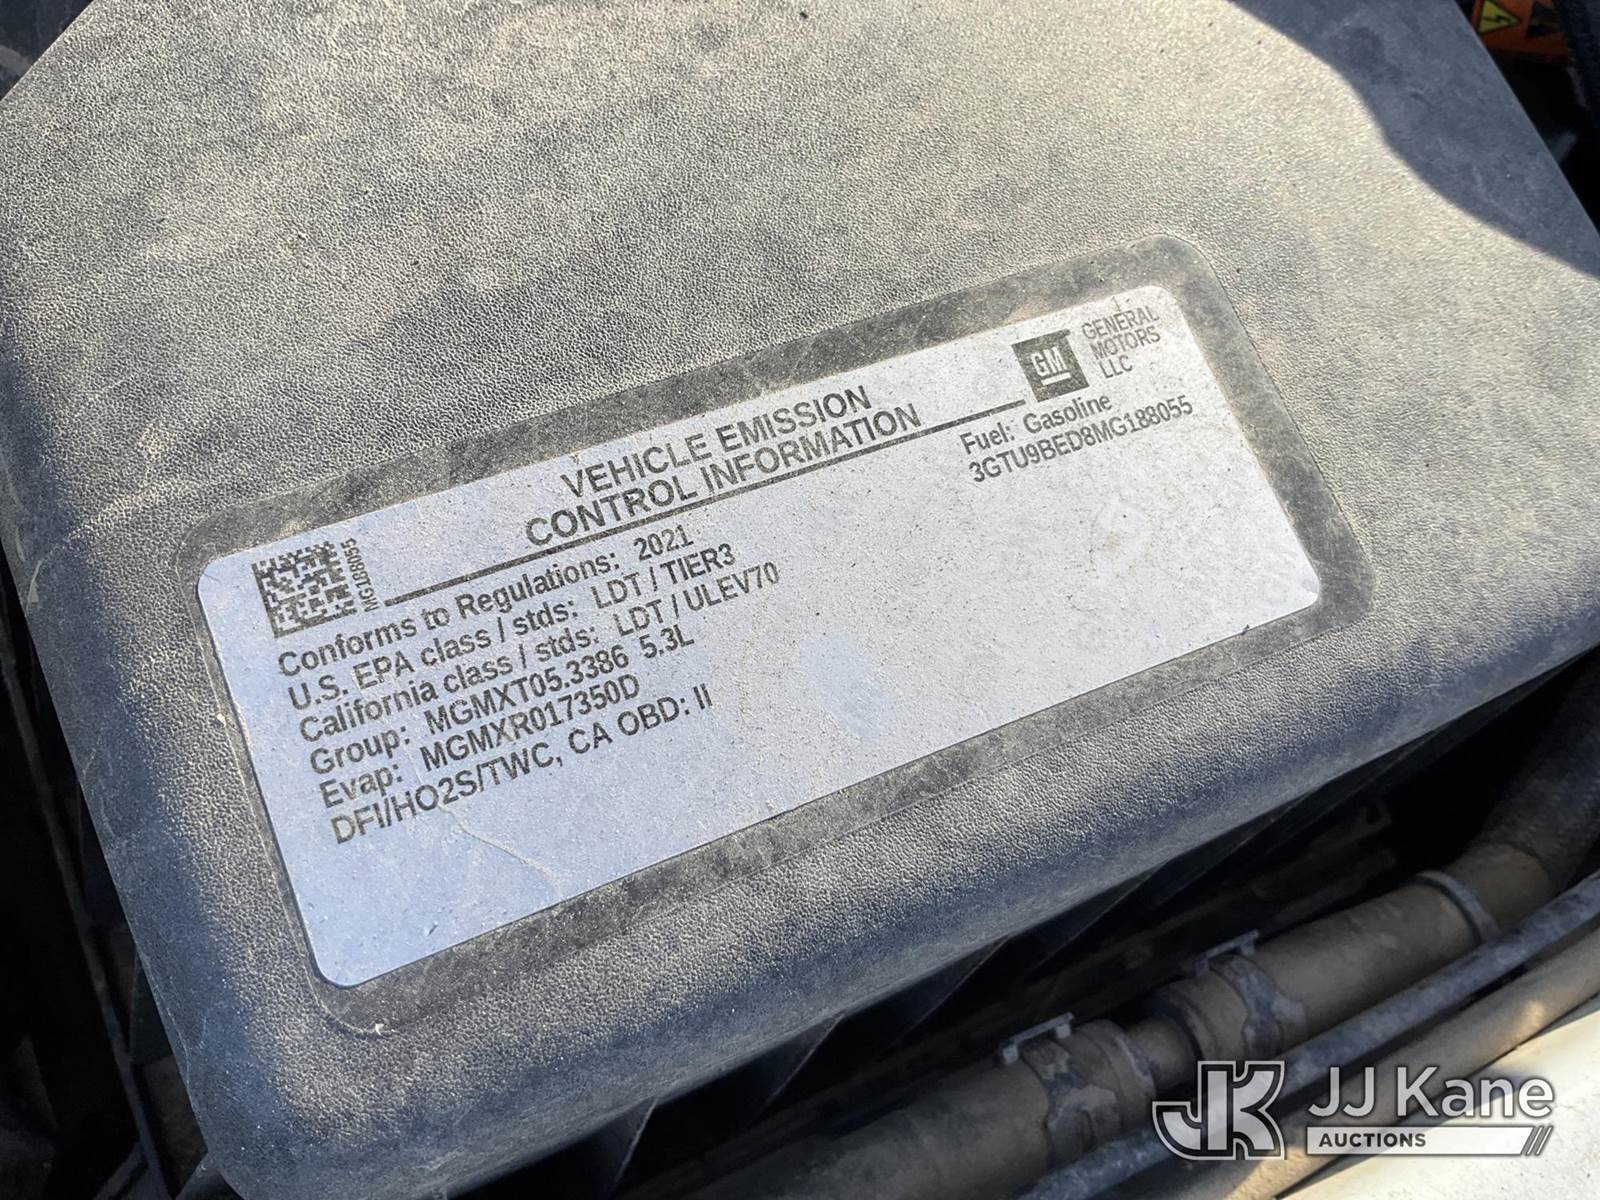 GM
GENERAL
MOTORS
LLC
VEHICLE EMISSION
CONTROL INFORMATION
Fuel: Gasoline
3GTU9BED8MG188055
MG188055
Conforms to Regulations: 2021
U.S. EPA class / stds: LDT / TIER3
California class / stds: LDT / ULEV70
Group: MGMXT05.3386 5.3L
Evap: MGMXR017350D
DFI/HO2S/TWC, CA OBD: II
JK
JJ Kane
AUCTIONS